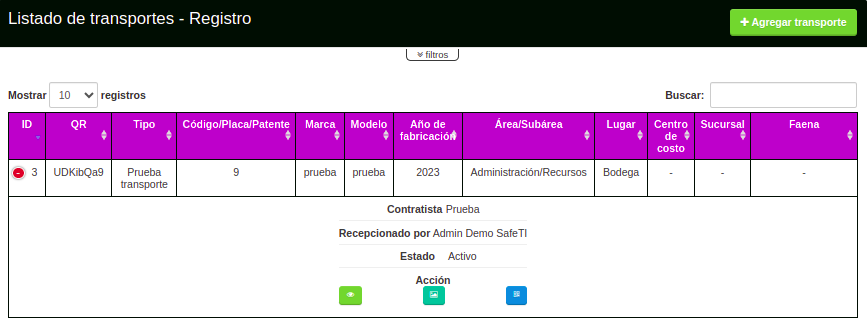 Listado de transportes - Registro
Agregar transporte
filtros
Mostrar 10 registros
Buscar:
ID QR Tipo Código/Placa/Patente Marca Modelo Año de fabricación Área/Subárea Lugar Centro de costo Sucursal Faena
3 UDKibQa9 Prueba transporte 9 prueba prueba 2023 Administración/Recursos Bodega - - -
Contratista Prueba
Recepcionado por Admin Demo SafeTI
Estado Activo
Acción